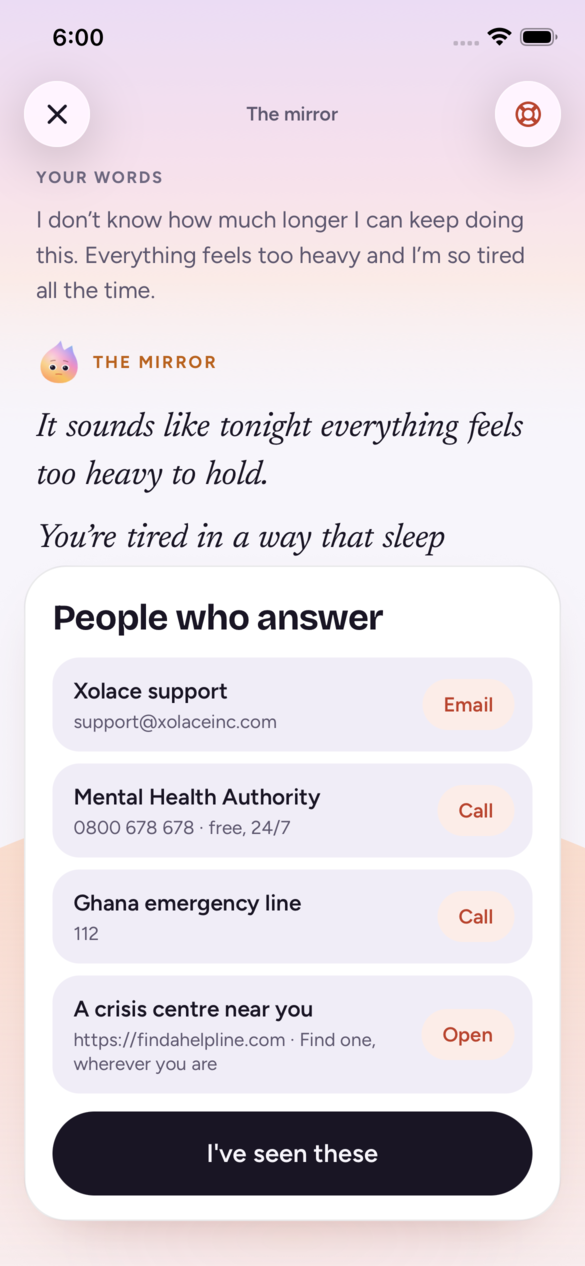 6:00
The mirror
YOUR WORDS
I don’t know how much longer I can keep doing
this. Everything feels too heavy and I’m so tired
all the time.
THE MIRROR
It sounds like tonight everything feels
too heavy to hold.
You’re tired in a way that sleep
People who answer
Xolace support
support@xolaceinc.com
Email
Mental Health Authority
0800 678 678 · free, 24/7
Call
Ghana emergency line
112
Call
A crisis centre near you
https://findahelpline.com · Find one,
wherever you are
Open
I've seen these